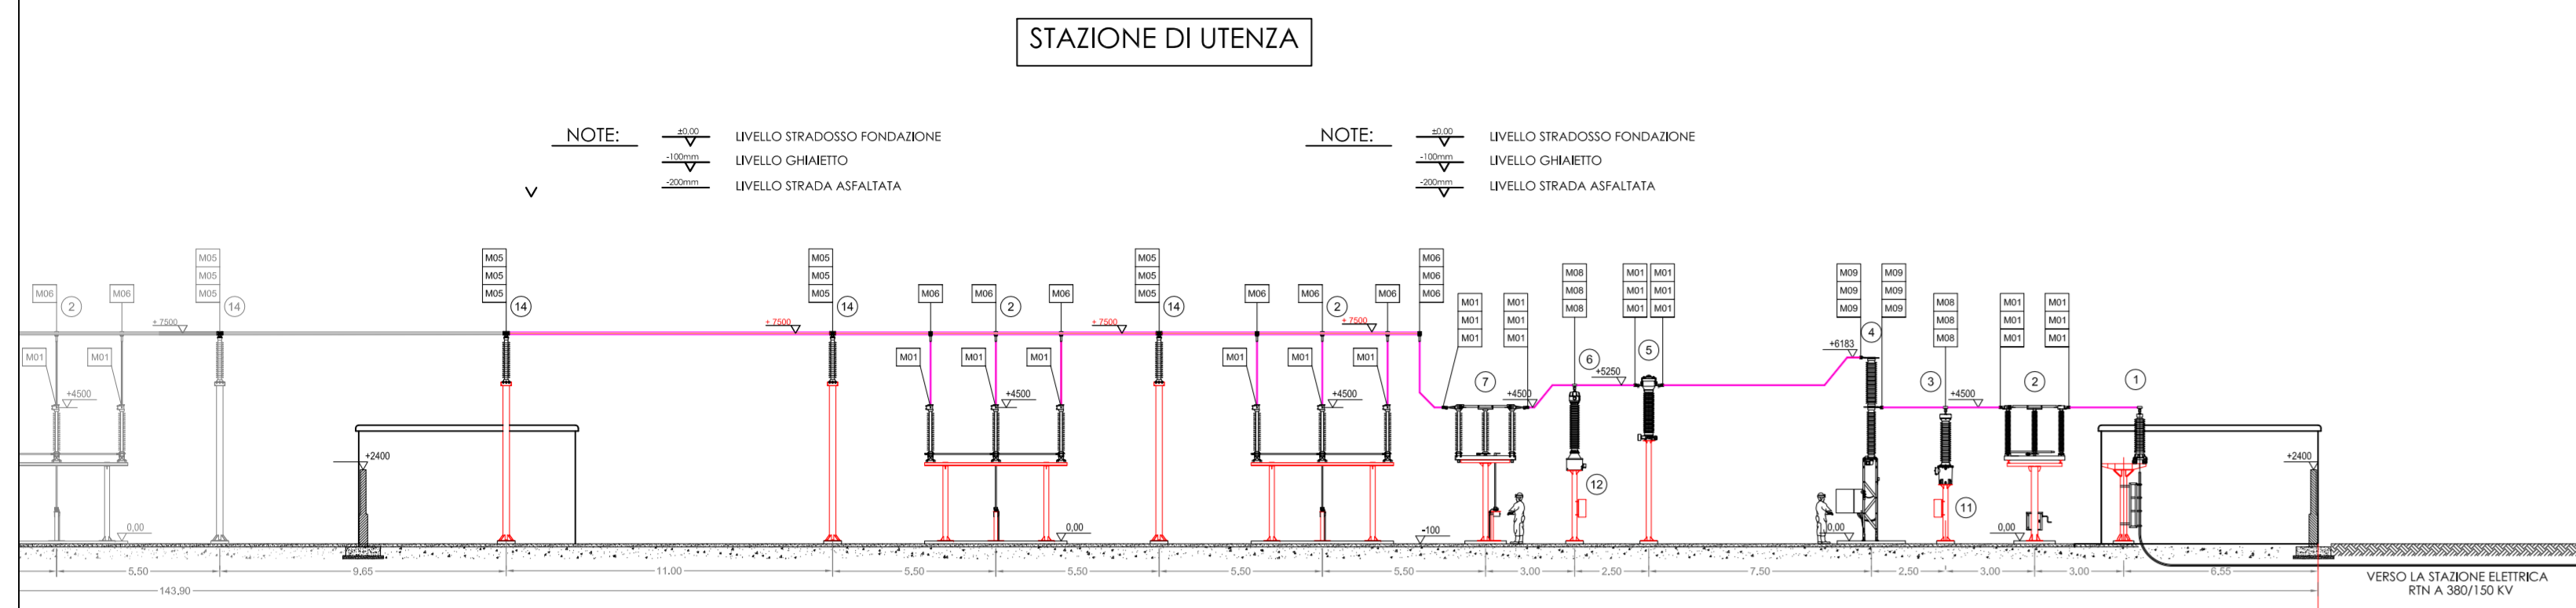 STAZIONE DI UTENZA
NOTE:
±0,00 LIVELLO STRADOSSO FONDAZIONE
-100mm LIVELLO GHIAIETTO
-200mm LIVELLO STRADA ASFALTATA
NOTE:
±0,00 LIVELLO STRADOSSO FONDAZIONE
-100mm LIVELLO GHIAIETTO
-200mm LIVELLO STRADA ASFALTATA
M06
2
M06
M05
M05
M05
14
M05
M05
M05
14
M05
M05
M05
14
M06
M06
2
M06
M05
M05
M05
14
M06
M06
2
M06
M06
M06
M06
M01
M01
M01
M01
M01
M01
7
M08
M08
M08
6
M01
M01
M01
M01
M01
M01
5
M09
M09
M09
M09
M09
M09
4
M08
M08
M08
3
M01
M01
M01
M01
M01
M01
2
1
± 7500
± 7500
± 7500
± 7500
M01
M01
M01
M01
M01
M01
M01
M01
+4500
+4500
+4500
+4500
+5250
+6183
+4500
+2400
+2400
12
11
0,00
0,00
-100
0,00
0,00
5,50
9,65
11.00
5,50
5,50
5,50
5,50
3,00
2,50
7,50
2,50
3,00
3,00
6,55
143,90
VERSO LA STAZIONE ELETTRICA
RTN A 380/150 KV